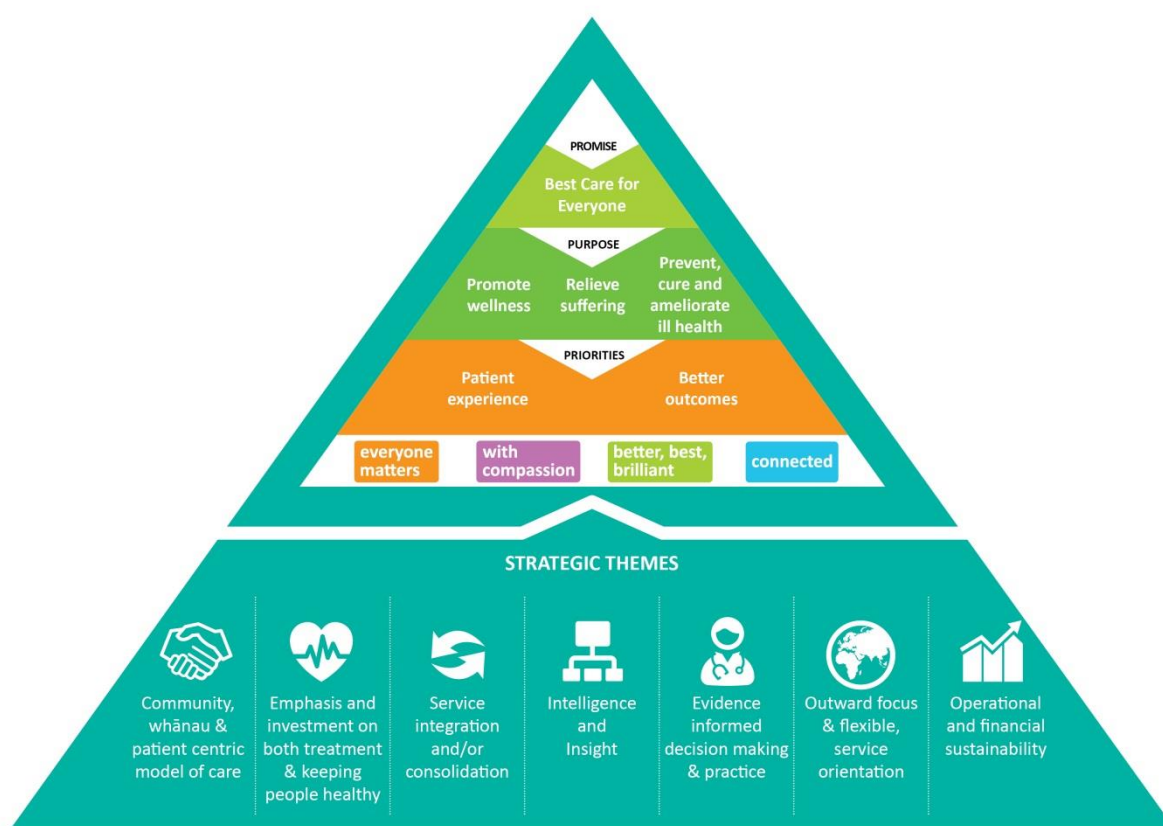 PROMISE
Best Care for
Everyone
PURPOSE
Promote
wellness
Relieve
suffering
Prevent,
cure and
ameliorate
ill health
PRIORITIES
Patient
experience
Better
outcomes
everyone
matters
with
compassion
better, best,
brilliant
connected
STRATEGIC THEMES
Community,
whānau &
patient centric
model of care
Emphasis and
investment on
both treatment
& keeping
people healthy
Service
integration
and/or
consolidation
Intelligence
and
Insight
Evidence
informed
decision making
& practice
Outward focus
& flexible,
service
orientation
Operational
and financial
sustainability